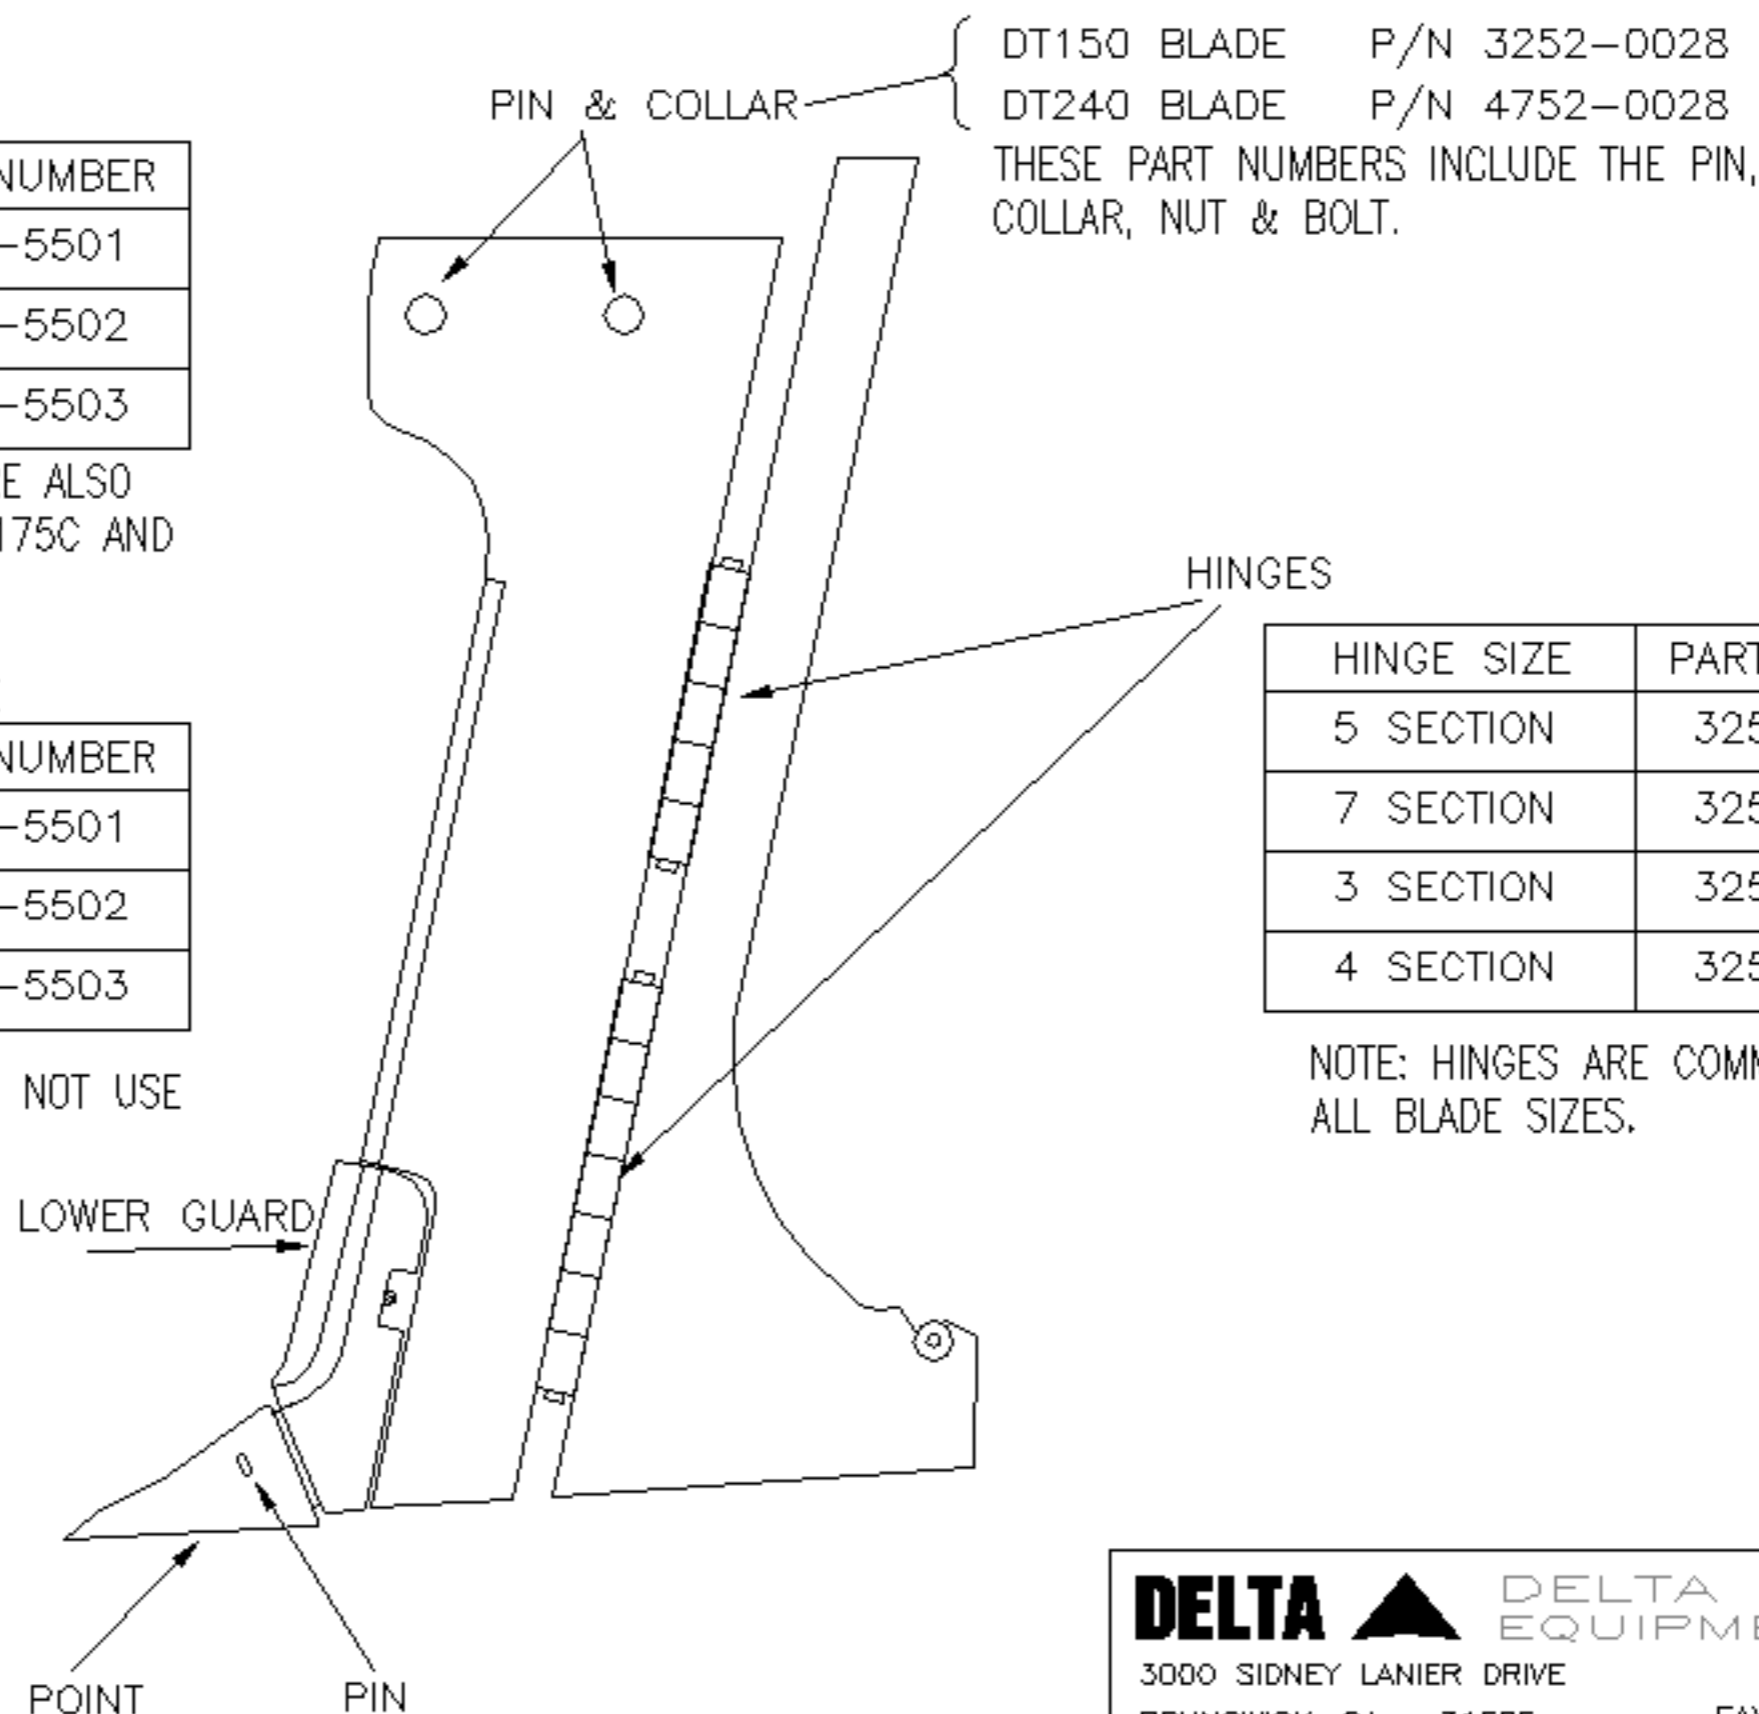 DT150 BLADE P/N 3252-0028
PIN & COLLAR
DT240 BLADE P/N 4752-0028
THESE PART NUMBERS INCLUDE THE PIN,
COLLAR, NUT & BOLT.
NUMBER
-5501
-5502
-5503
E ALSO
175C AND
NUMBER
-5501
-5502
-5503
NOT USE
HINGES
HINGE SIZE PART
5 SECTION 325
7 SECTION 325
3 SECTION 325
4 SECTION 325
NOTE: HINGES ARE COMM
ALL BLADE SIZES.
LOWER GUARD
POINT
PIN
DELTA
DELTA
EQUIPME
3000 SIDNEY LANIER DRIVE